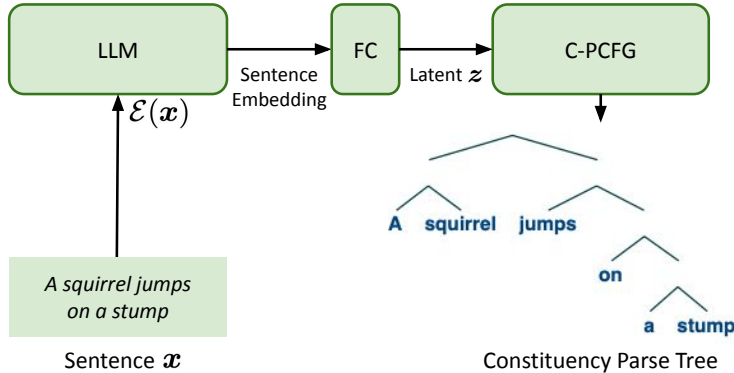 LLM
FC
C-PCFG
Sentence
Embedding
Latent z
ℰ(x)
A squirrel jumps
on a stump
A squirrel jumps
on
a stump
Sentence x
Constituency Parse Tree